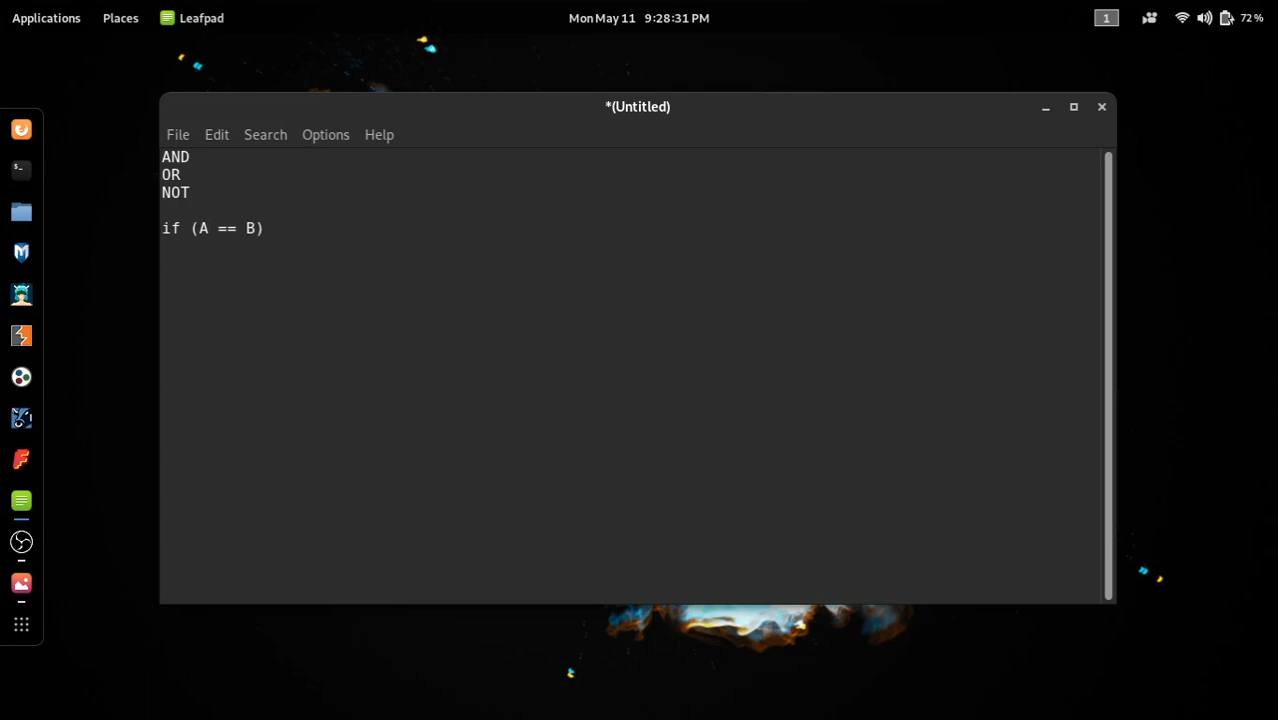 Applications Places Leafpad Mon May 11 9:28:31 PM 1 72%
*(Untitled)
File Edit Search Options Help
AND
OR
NOT
if (A == B)